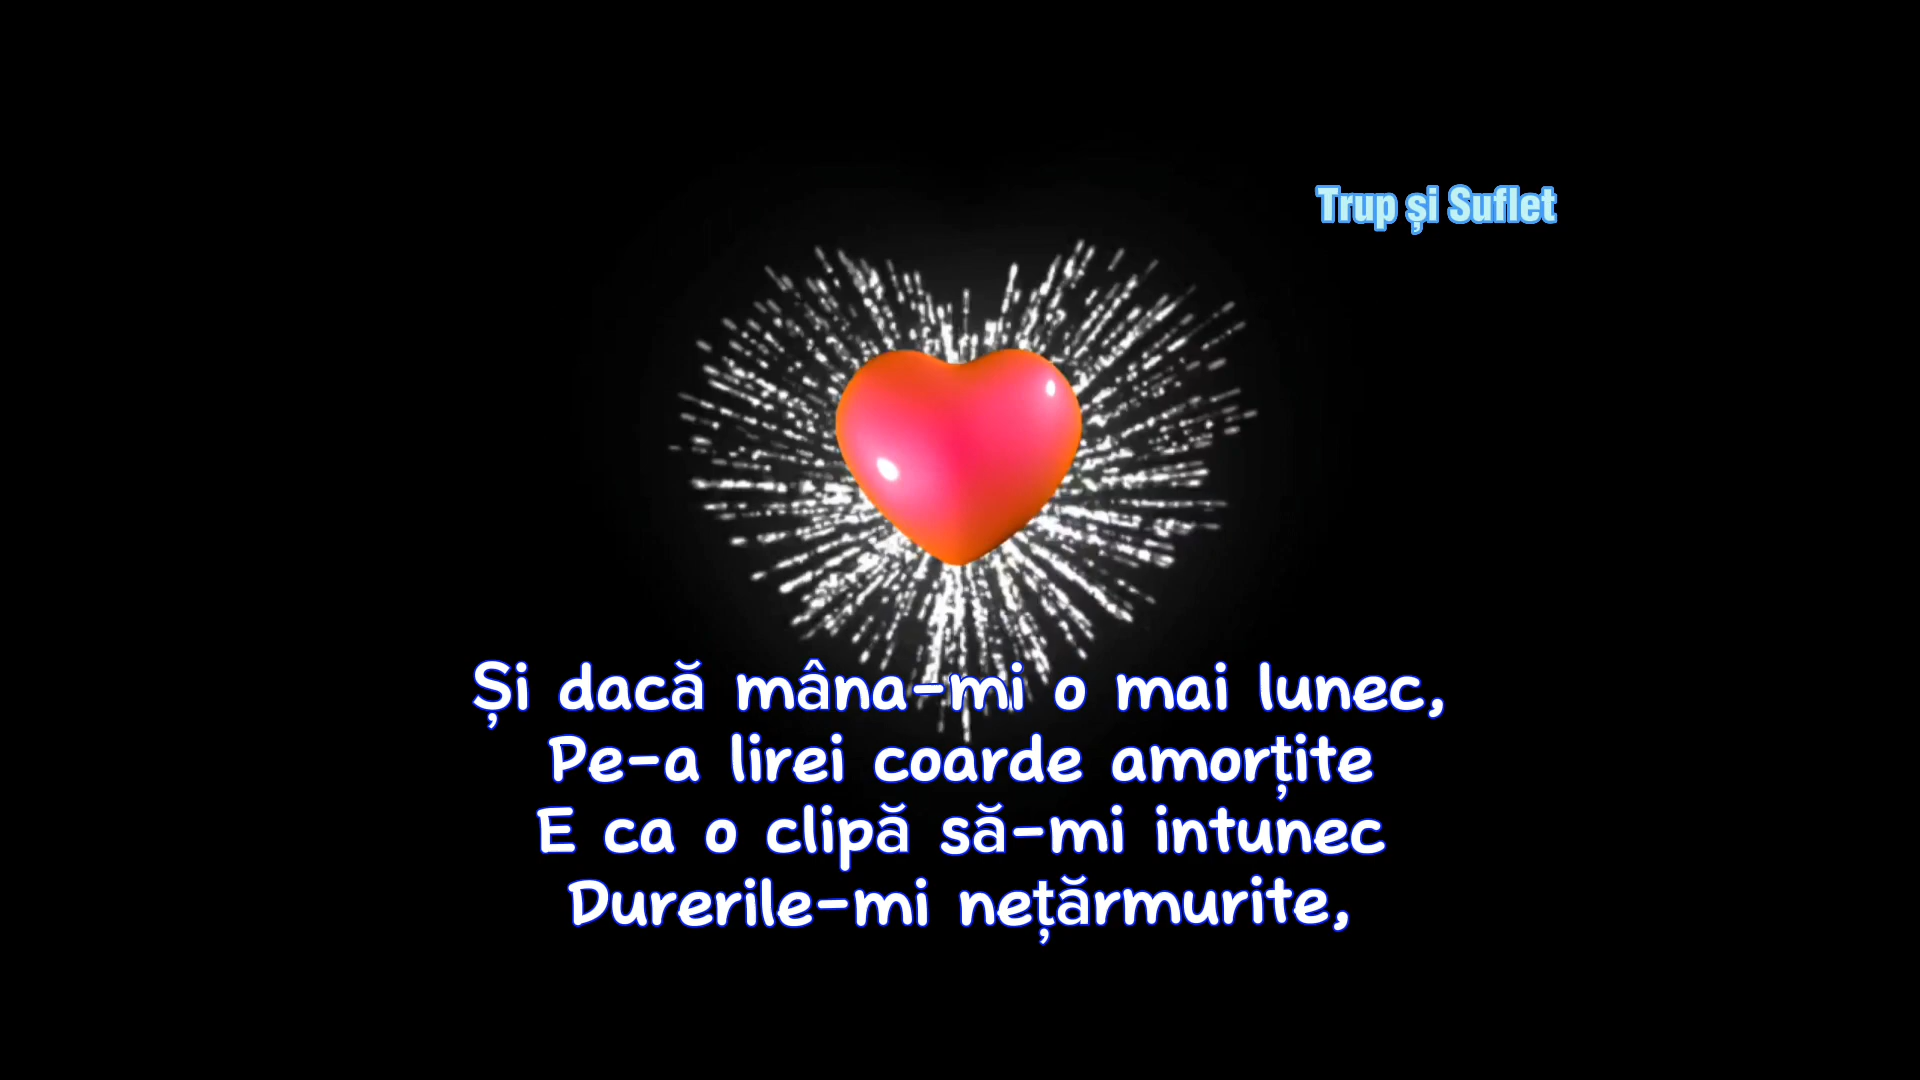 Trup și Suflet
Și dacă mâna-mi o mai lunec,
Pe-a lirei coarde amorțite
E ca o clipă să-mi intunec
Durerile-mi nețărmurite,